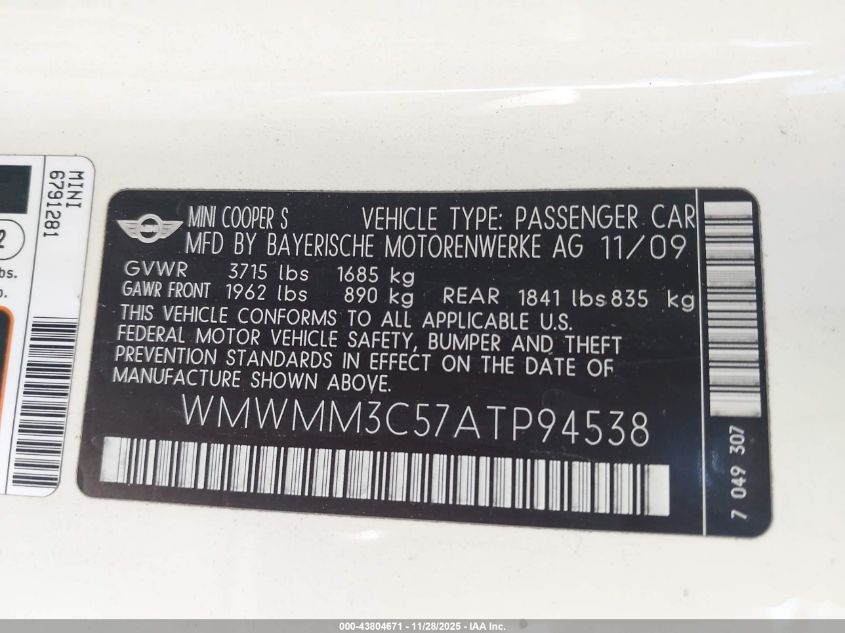 MINI
6791281
2
bs.
o.
MINI COOPER S VEHICLE TYPE: PASSENGER CAR
MFD BY BAYERISCHE MOTORENWERKE AG 11/09
GVWR 3715 lbs 1685 kg
GAWR FRONT 1962 lbs 890 kg REAR 1841 lbs 835 kg
THIS VEHICLE CONFORMS TO ALL APPLICABLE U.S.
FEDERAL MOTOR VEHICLE SAFETY, BUMPER AND THEFT
PREVENTION STANDARDS IN EFFECT ON THE DATE OF
MANUFACTURE SHOWN ABOVE.
WMWMM3C57ATP94538
7 049 307
000-43804671 - 11/28/2025 - IAA Inc.